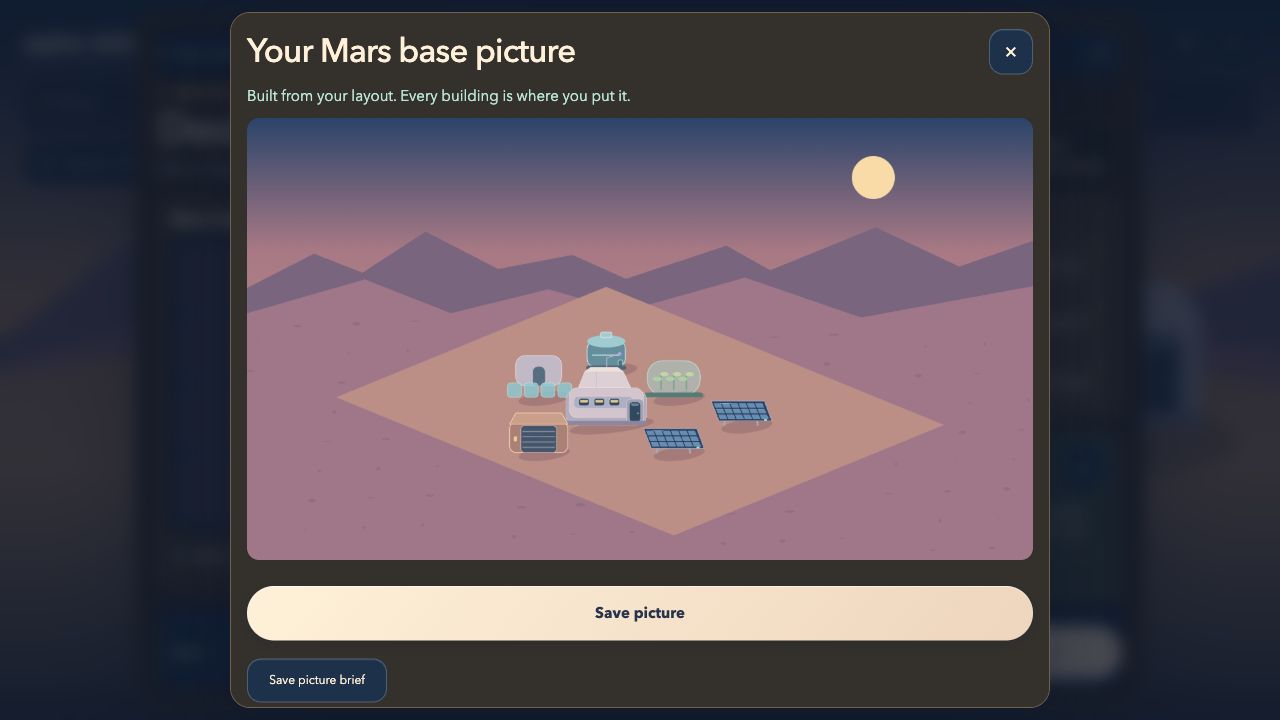 Your Mars base picture
×
Built from your layout. Every building is where you put it.
Save picture
Save picture brief